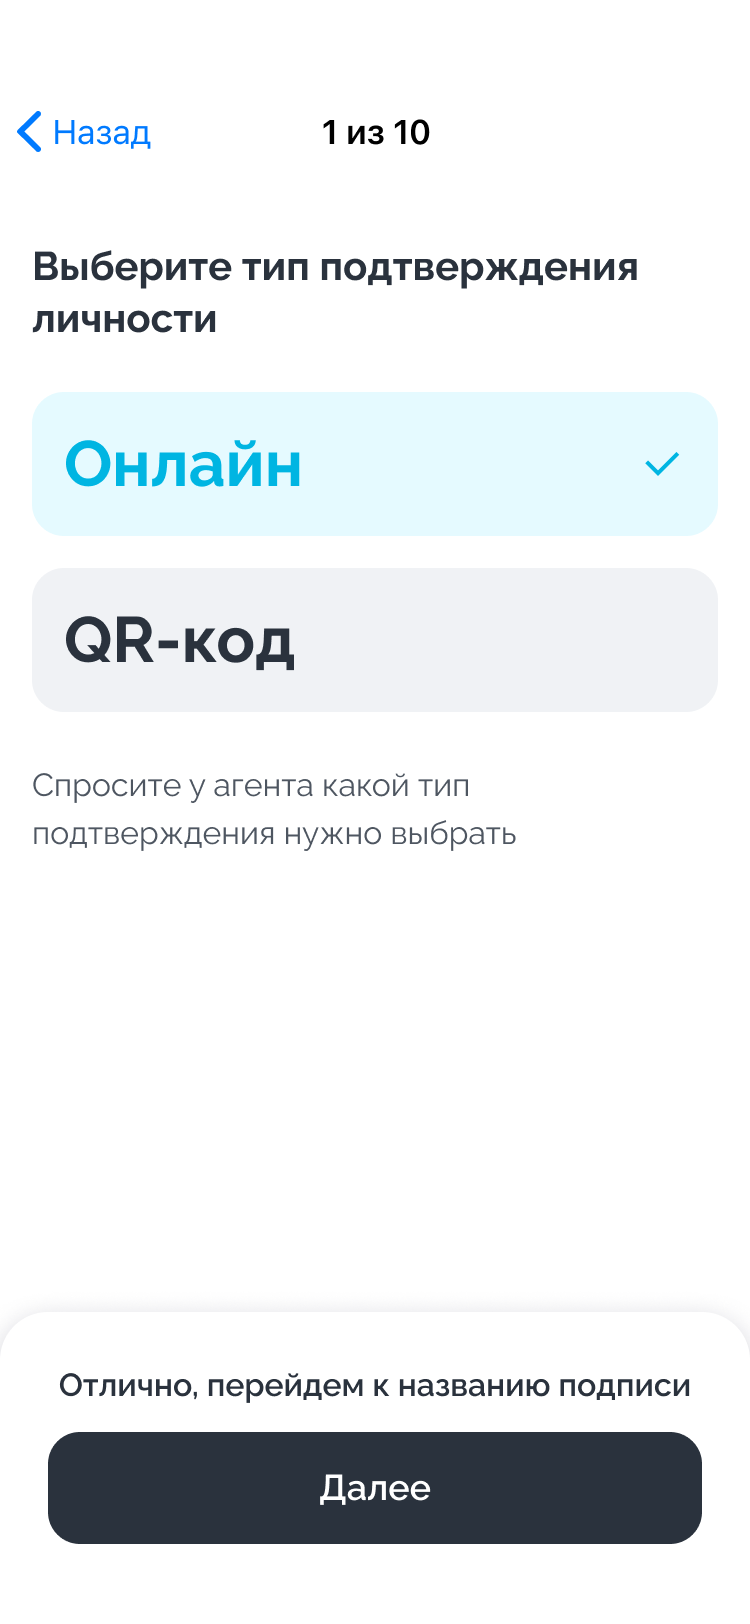 Назад
1 из 10
Выберите тип подтверждения
личности
Онлайн
QR-код
Спросите у агента какой тип
подтверждения нужно выбрать
Отлично, перейдем к названию подписи
Далее